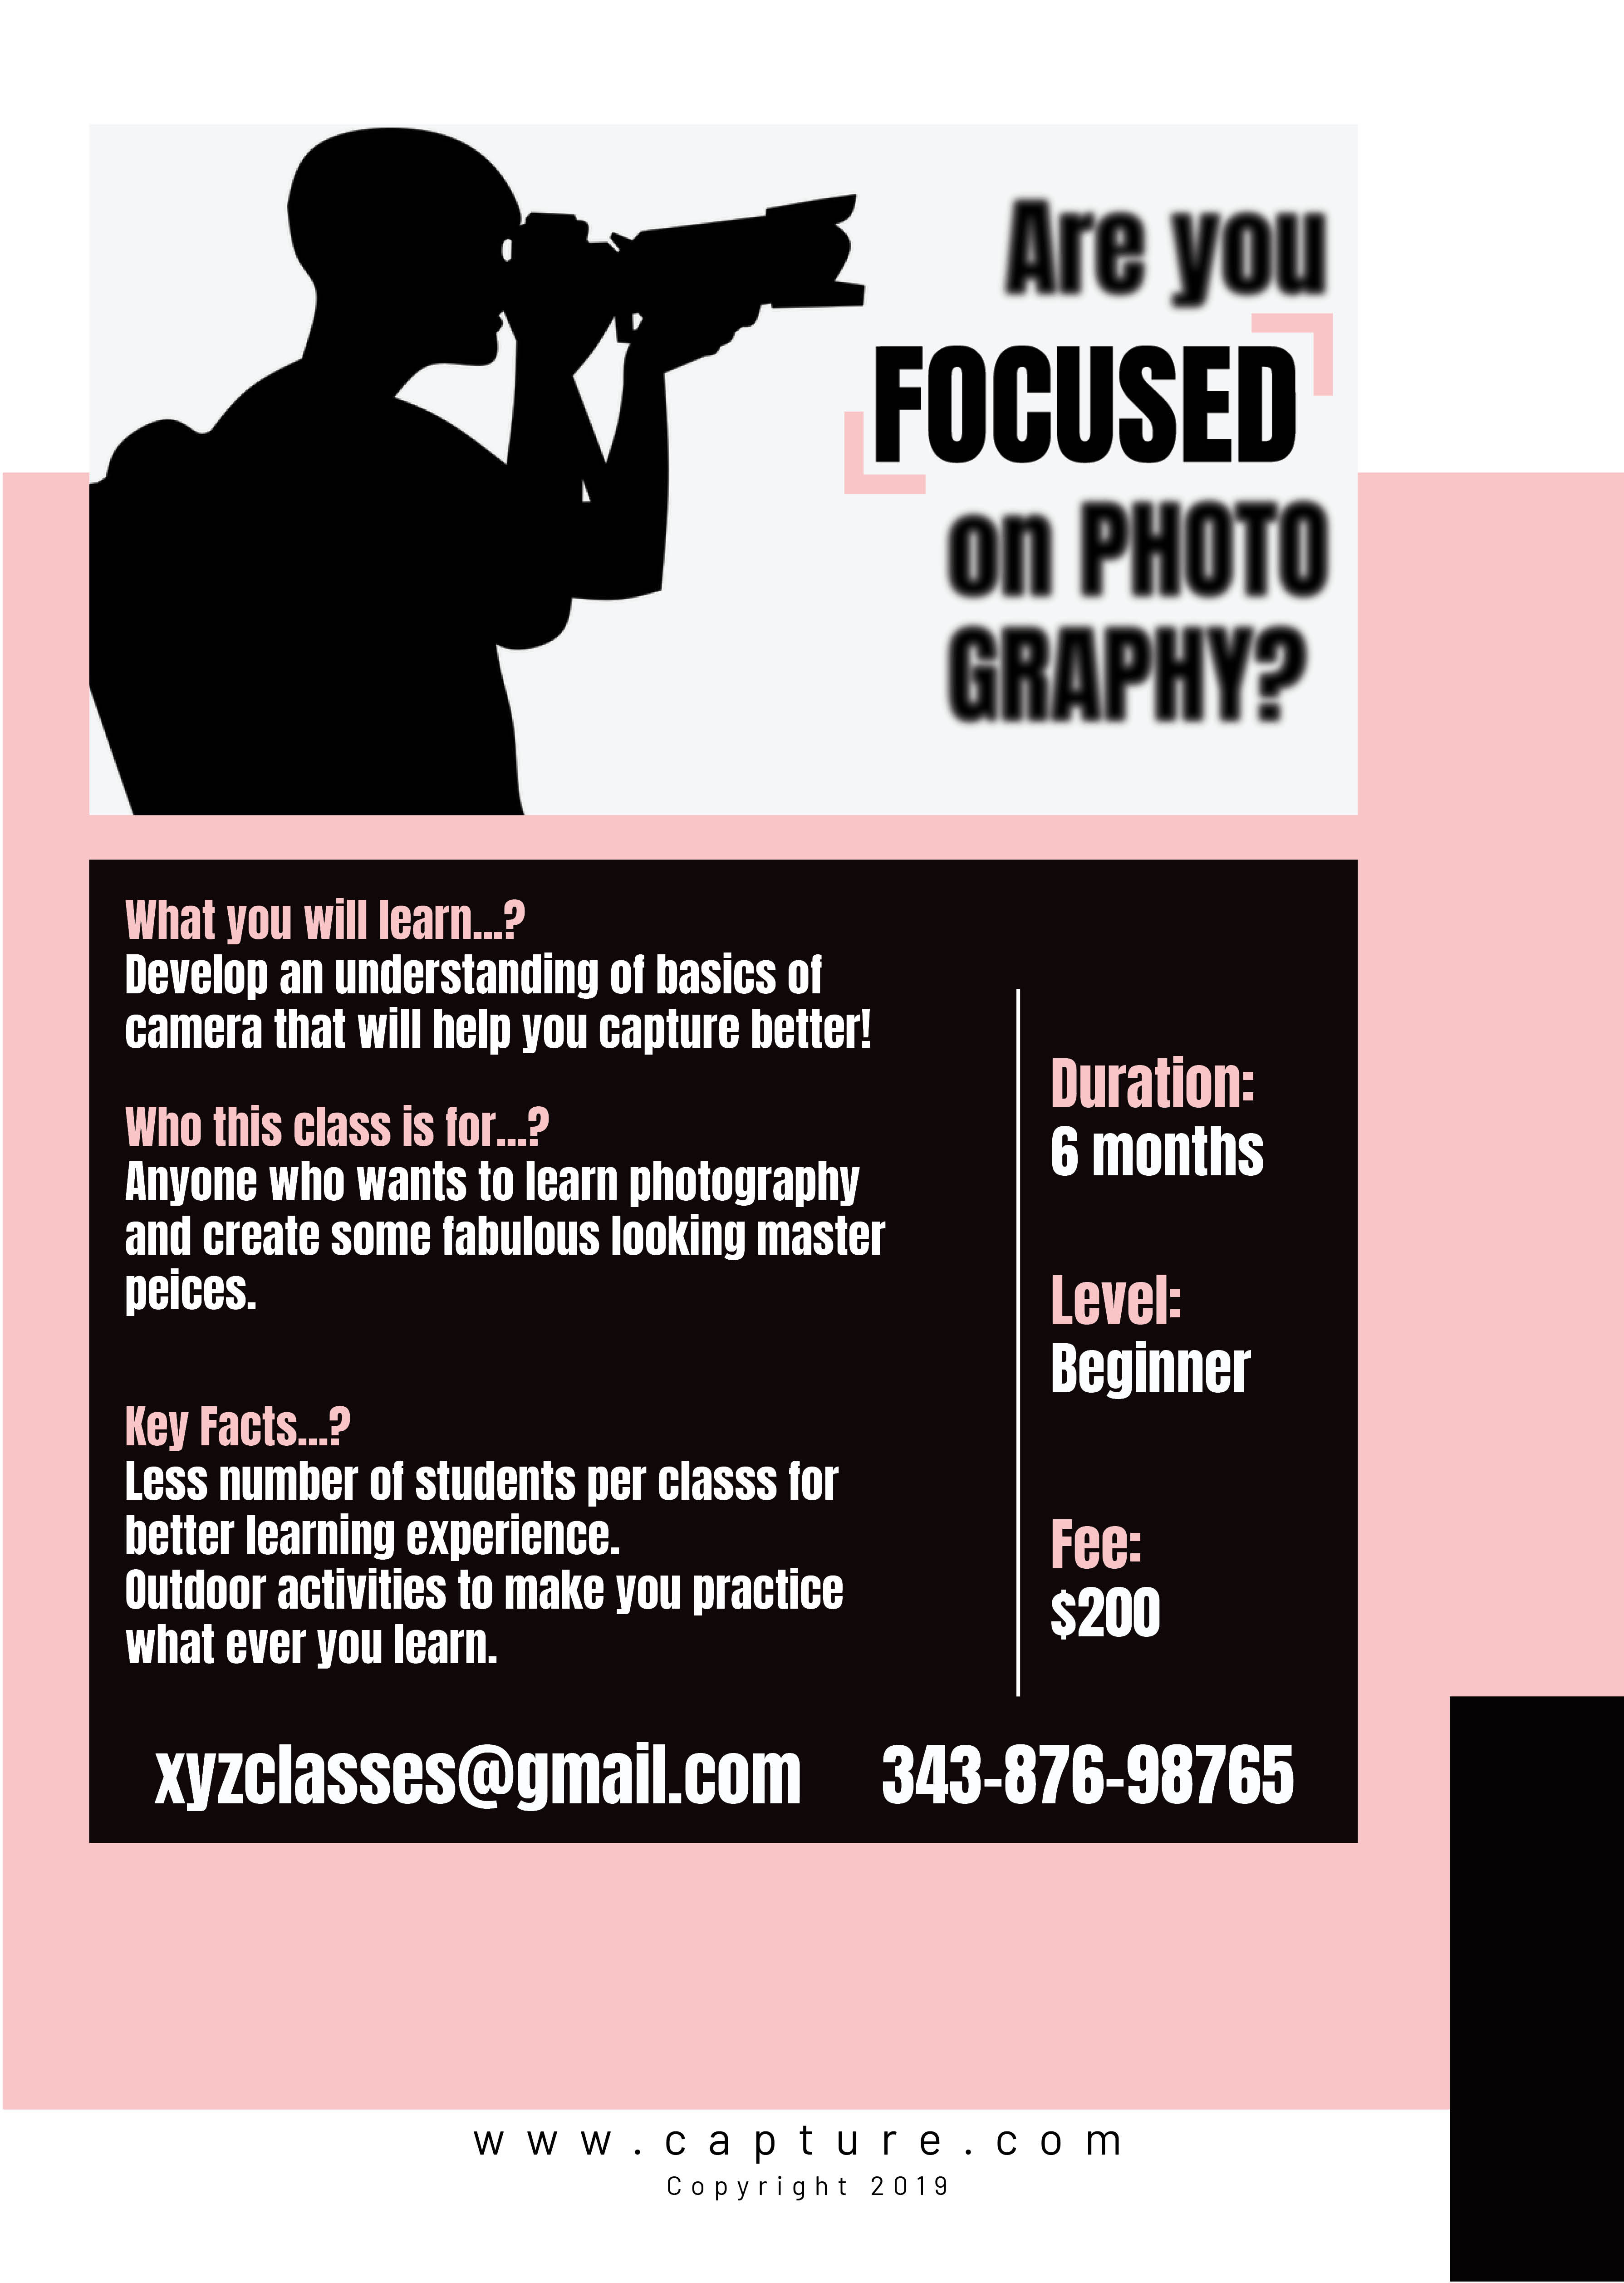 Are you
FOCUSED
on PHOTO
GRAPHY?
What you will learn...?
Develop an understanding of basics of
camera that will help you capture better!
Who this class is for...?
Anyone who wants to learn photography
and create some fabulous looking master
peices.
Key Facts...?
Less number of students per classs for
better learning experience.
Outdoor activities to make you practice
what ever you learn.
Duration:
6 months
Level:
Beginner
Fee:
$200
xyzclasses@gmail.com
343-876-98765
www.capture.com
Copyright 2019